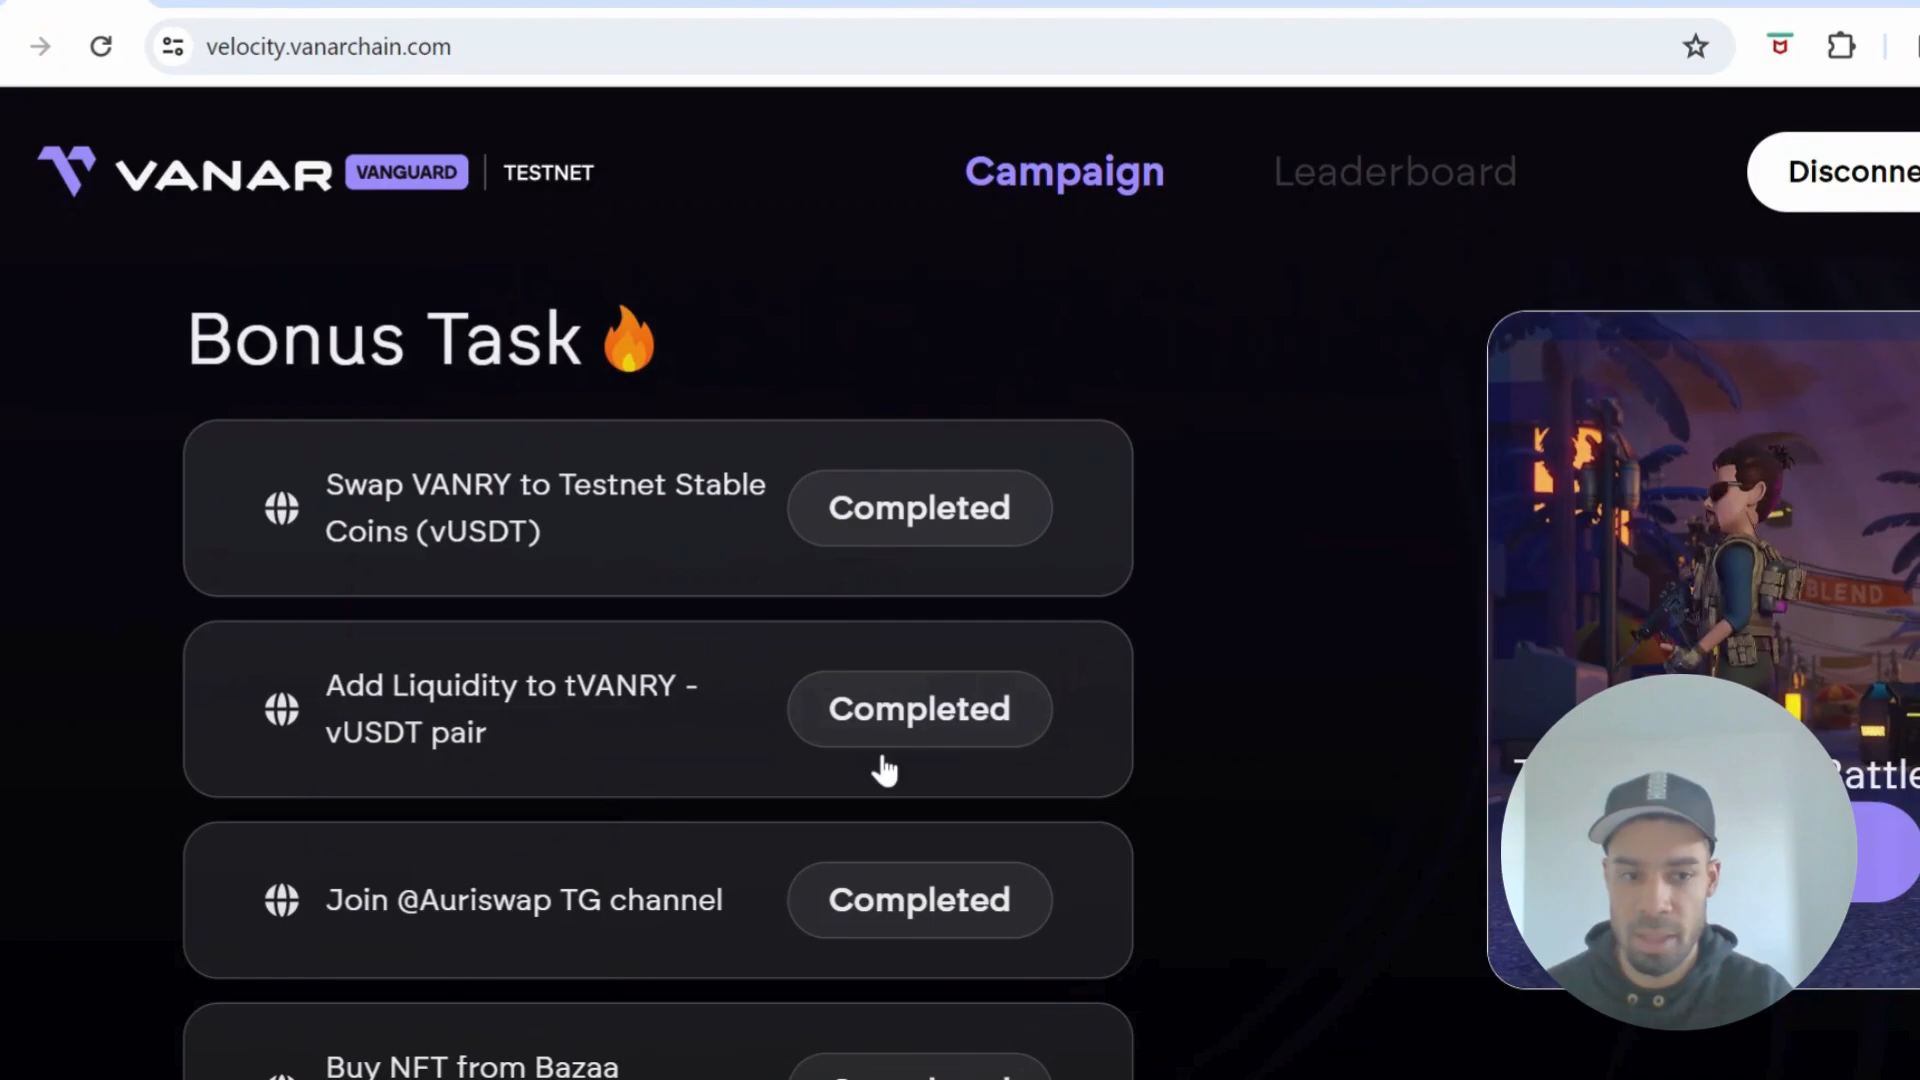 velocity.vanarchain.com
VANAR VANGUARD TESTNET
Campaign
Leaderboard
Disconne
Bonus Task
Swap VANRY to Testnet Stable
Coins (vUSDT)
Completed
Add Liquidity to tVANRY -
vUSDT pair
Completed
Join @Auriswap TG channel
Completed
Buy NFT from Bazaa
BLEND
Battle